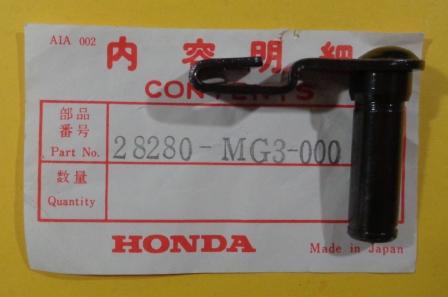 A1A 002
内容明細
CONTENTS
部品
番号
Part No.
28280-MG3-000
数量
Quantity
HONDA
Made in Japan